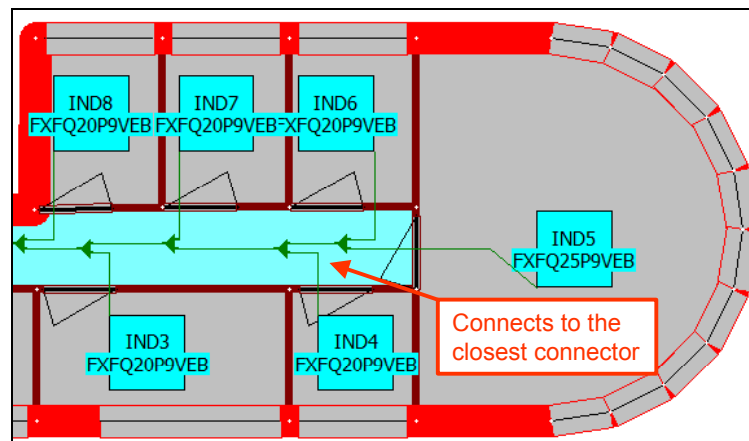 IND8
FXFQ20P9VEB
IND7
FXFQ20P9VEB
IND6
FXFQ20P9VEB
IND5
FXFQ25P9VEB
Connects to the
closest connector
IND3
FXFQ20P9VEB
IND4
FXFQ20P9VEB